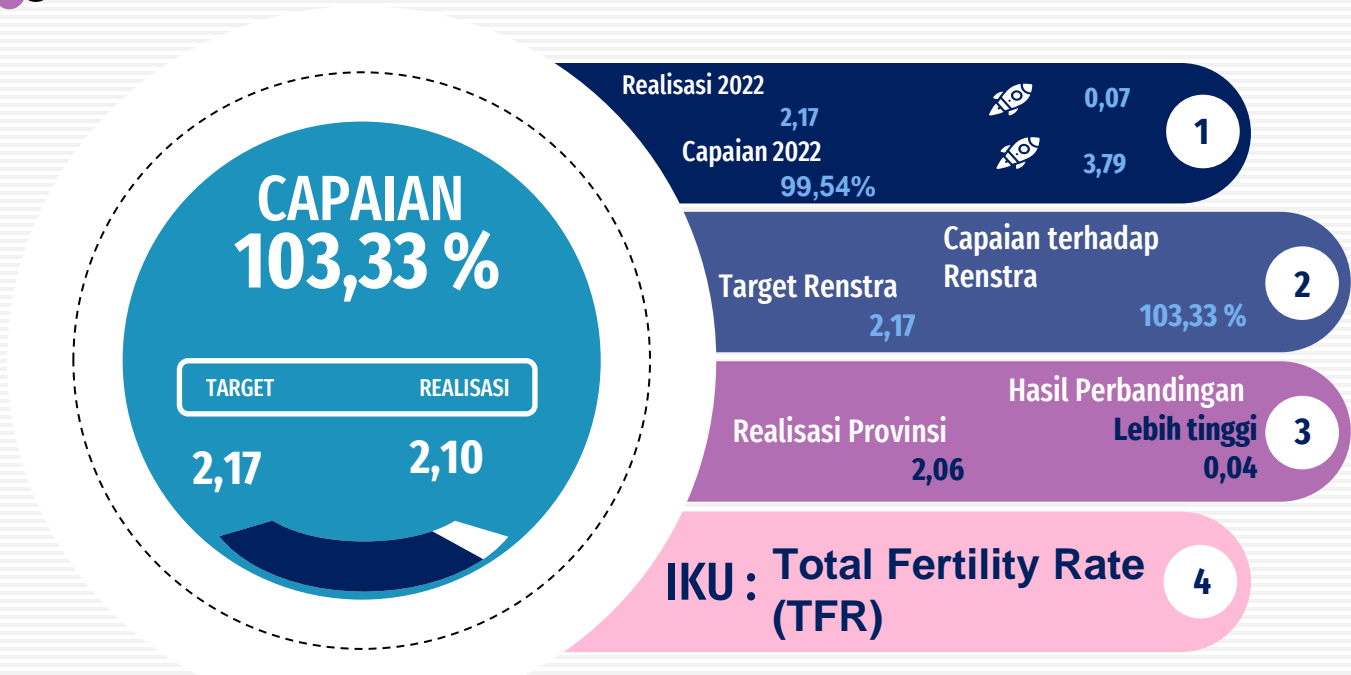 CAPAIAN
103,33 %
TARGET REALISASI
2,17 2,10
Realisasi 2022
2,17
0,07
Capaian 2022
99,54%
3,79
1
Target Renstra
2,17
Capaian terhadap
Renstra
103,33 %
2
Realisasi Provinsi
2,06
Hasil Perbandingan
Lebih tinggi
0,04
3
IKU : Total Fertility Rate
(TFR)
4